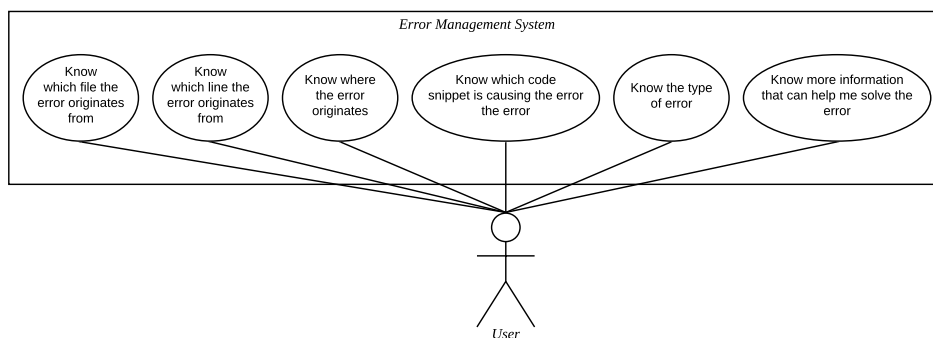 Error Management System
Know
which file the
error originates
from
Know
which line the
error originates
from
Know where
the error
originates
Know which code
snippet is causing the error
the error
Know the type
of error
Know more information
that can help me solve the
error
User